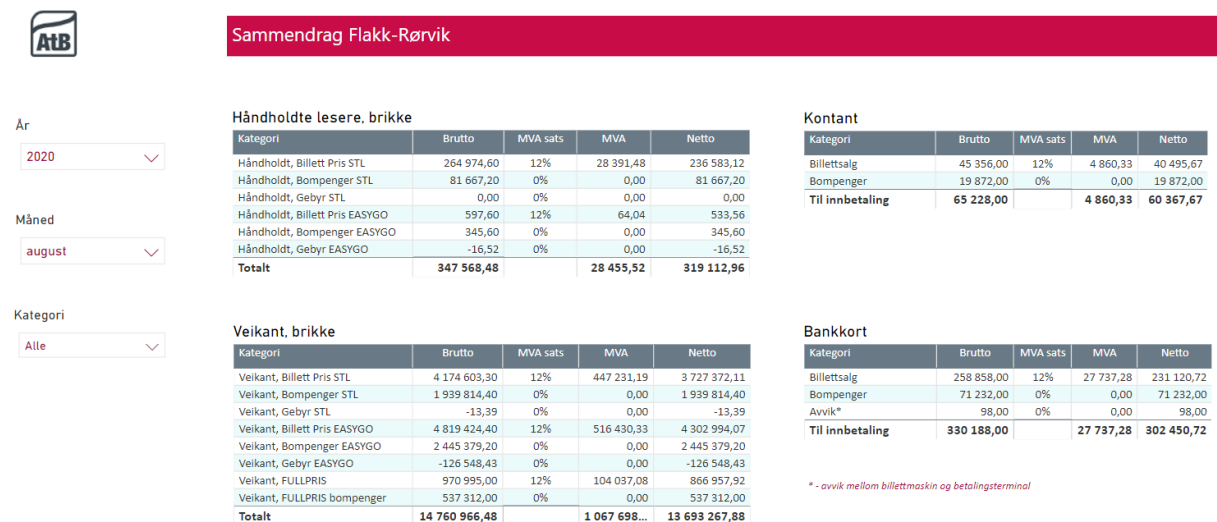 AtB
Sammendrag Flakk-Rørvik
År
2020
Måned
august
Kategori
Alle
Håndholdte lesere, brikke
Kategori Brutto MVA sats MVA Netto
Håndholdt, Billett Pris STL 264 974,60 12% 28 391,48 236 583,12
Håndholdt, Bompenger STL 81 667,20 0% 0,00 81 667,20
Håndholdt, Gebyr STL 0,00 0% 0,00 0,00
Håndholdt, Billett Pris EASYGO 597,60 12% 64,04 533,56
Håndholdt, Bompenger EASYGO 345,60 0% 0,00 345,60
Håndholdt, Gebyr EASYGO -16,52 0% 0,00 -16,52
Totalt 347 568,48 28 455,52 319 112,96
Kontant
Kategori Brutto MVA sats MVA Netto
Billettsalg 45 356,00 12% 4 860,33 40 495,67
Bompenger 19 872,00 0% 0,00 19 872,00
Til innbetaling 65 228,00 4 860,33 60 367,67
Veikant, brikke
Kategori Brutto MVA sats MVA Netto
Veikant, Billett Pris STL 4 174 603,30 12% 447 231,19 3 727 372,11
Veikant, Bompenger STL 1 939 814,40 0% 0,00 1 939 814,40
Veikant, Gebyr STL -13,39 0% 0,00 -13,39
Veikant, Billett Pris EASYGO 4 819 424,40 12% 516 430,33 4 302 994,07
Veikant, Bompenger EASYGO 2 445 379,20 0% 0,00 2 445 379,20
Veikant, Gebyr EASYGO -126 548,43 0% 0,00 -126 548,43
Veikant, FULLPRIS 970 995,00 12% 104 037,08 866 957,92
Veikant, FULLPRIS bompenger 537 312,00 0% 0,00 537 312,00
Totalt 14 760 966,48 1 067 698... 13 693 267,88
Bankkort
Kategori Brutto MVA sats MVA Netto
Billettsalg 258 858,00 12% 27 737,28 231 120,72
Bompenger 71 232,00 0% 0,00 71 232,00
Avvik* 98,00 0% 0,00 98,00
Til innbetaling 330 188,00 27 737,28 302 450,72
* - avvik mellom billettmaskin og betalingsterminal